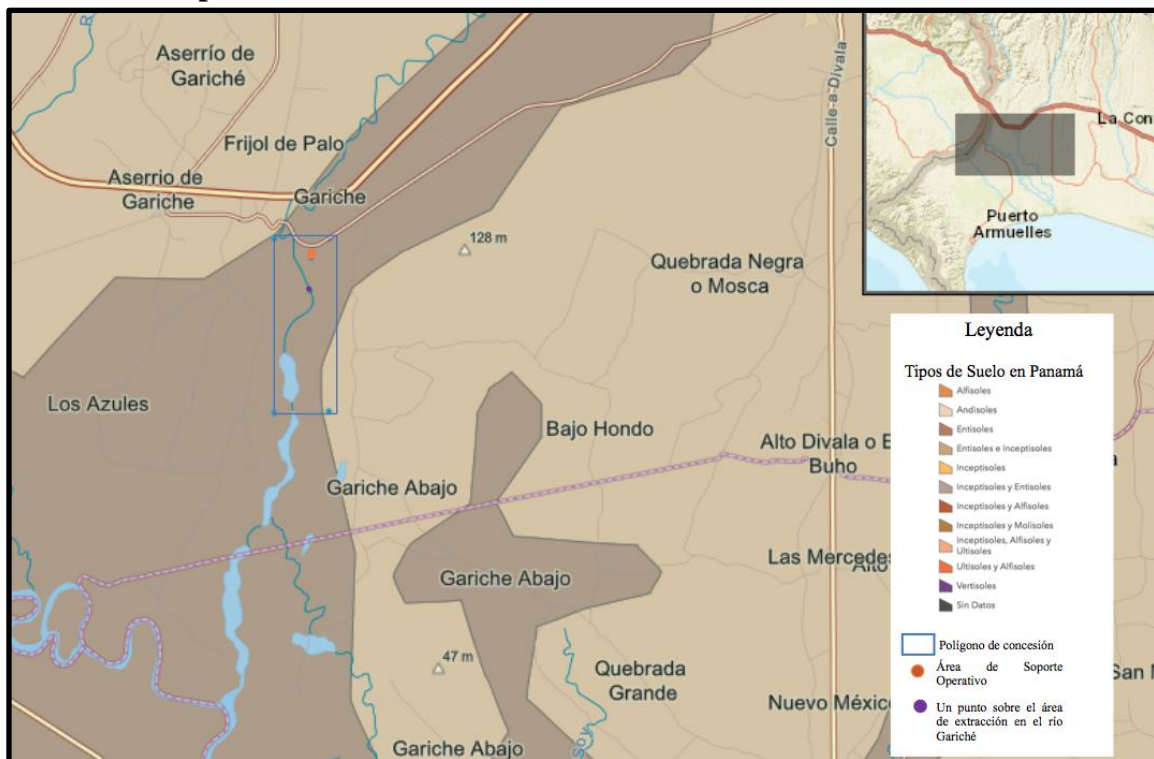 Aserrío de
Gariché
Frijol de Palo
Aserrio de
Gariche
Gariche
128 m
Quebrada Negra
o Mosca
Calle-a-Divala
La Con
Puerto
Armuelles
Los Azules
Bajo Hondo
Alto Divala o B
Buho
Gariche Abajo
Gariche Abajo
Las Mercedes
Alto
47 m
Quebrada
Grande
Nuevo México
San M
Gariche Abajo
Leyenda
Tipos de Suelo en Panamá
Alfisoles
Andisoles
Entisoles
Entisoles e Inceptisoles
Inceptisoles
Inceptisoles y Entisoles
Inceptisoles y Alfisoles
Inceptisoles y Molisoles
Inceptisoles, Alfisoles y
Ultisoles
Ultisoles y Alfisoles
Vertisoles
Sin Datos
Polígono de concesión
Área de Soporte
Operativo
Un punto sobre el área
de extracción en el río
Gariché